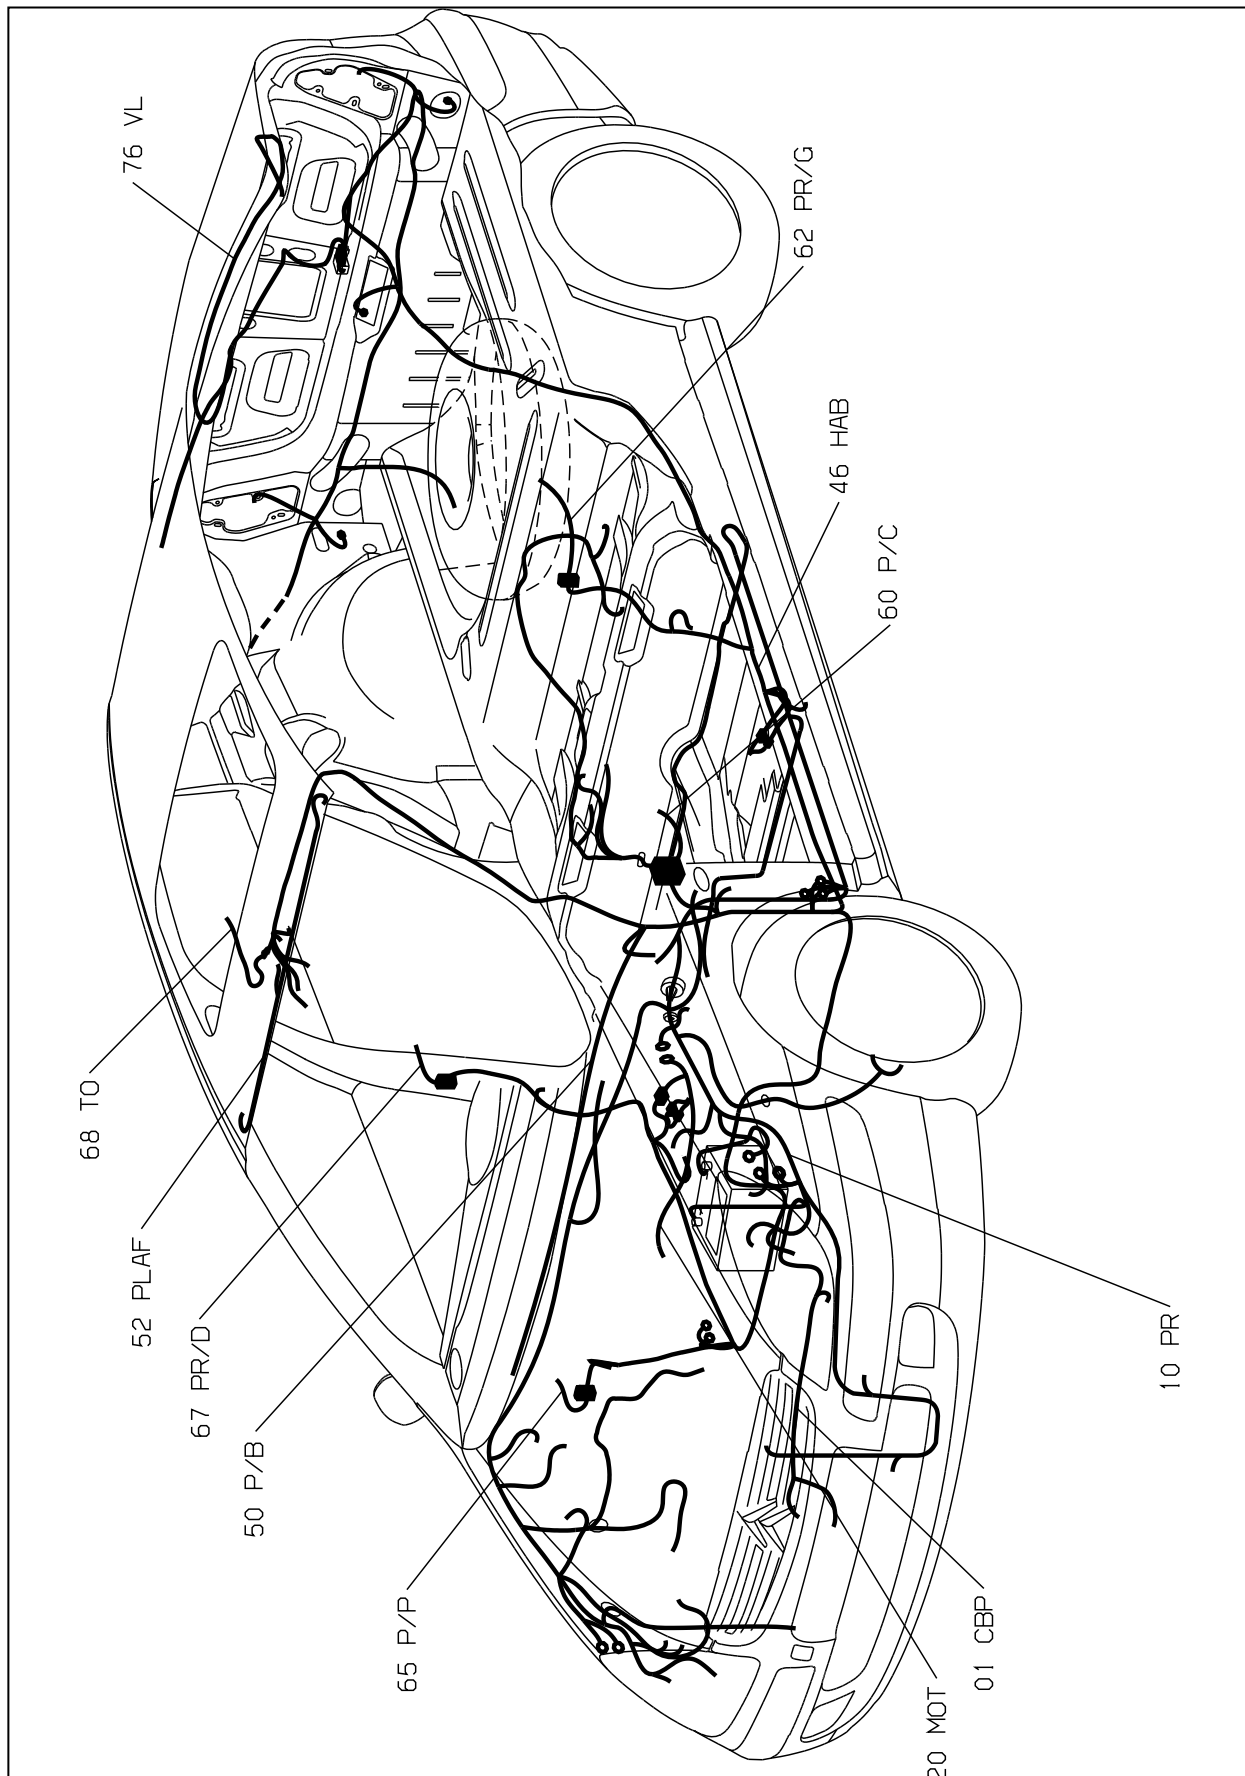 76 VL
62 PR/G
46 HAB
60 P/C
68 TO
52 PLAF
67 PR/D
50 P/B
65 P/P
10 PR
01 CBP
20 MOT